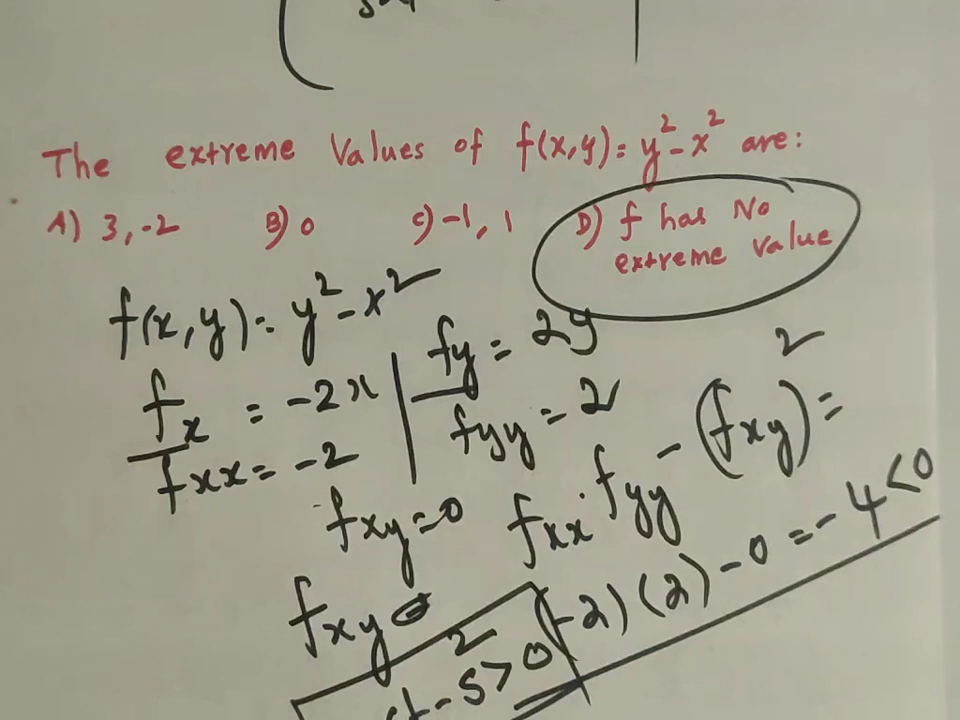 The extreme Values of f(x,y) = y² - x² are:
A) 3, -2 B) 0 C) -1, 1 D) f has No
extreme value
f(x,y) = y² - x²
fx = -2x
fy = 2y
fxx = -2
fyy = 2
fxy = 0
fxx · fyy - (fxy)² =
(-2)(2) - 0 = -4 < 0
fxy
t - s² > 0